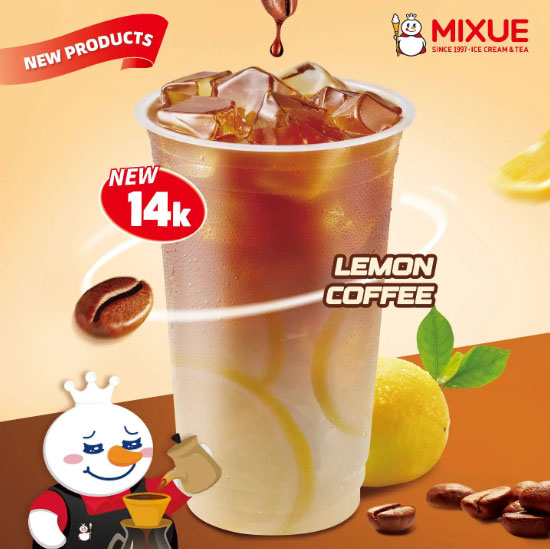 NEW PRODUCTS
MIXUE
SINCE 1997-ICE CREAM & TEA
NEW
14k
LEMON
COFFEE